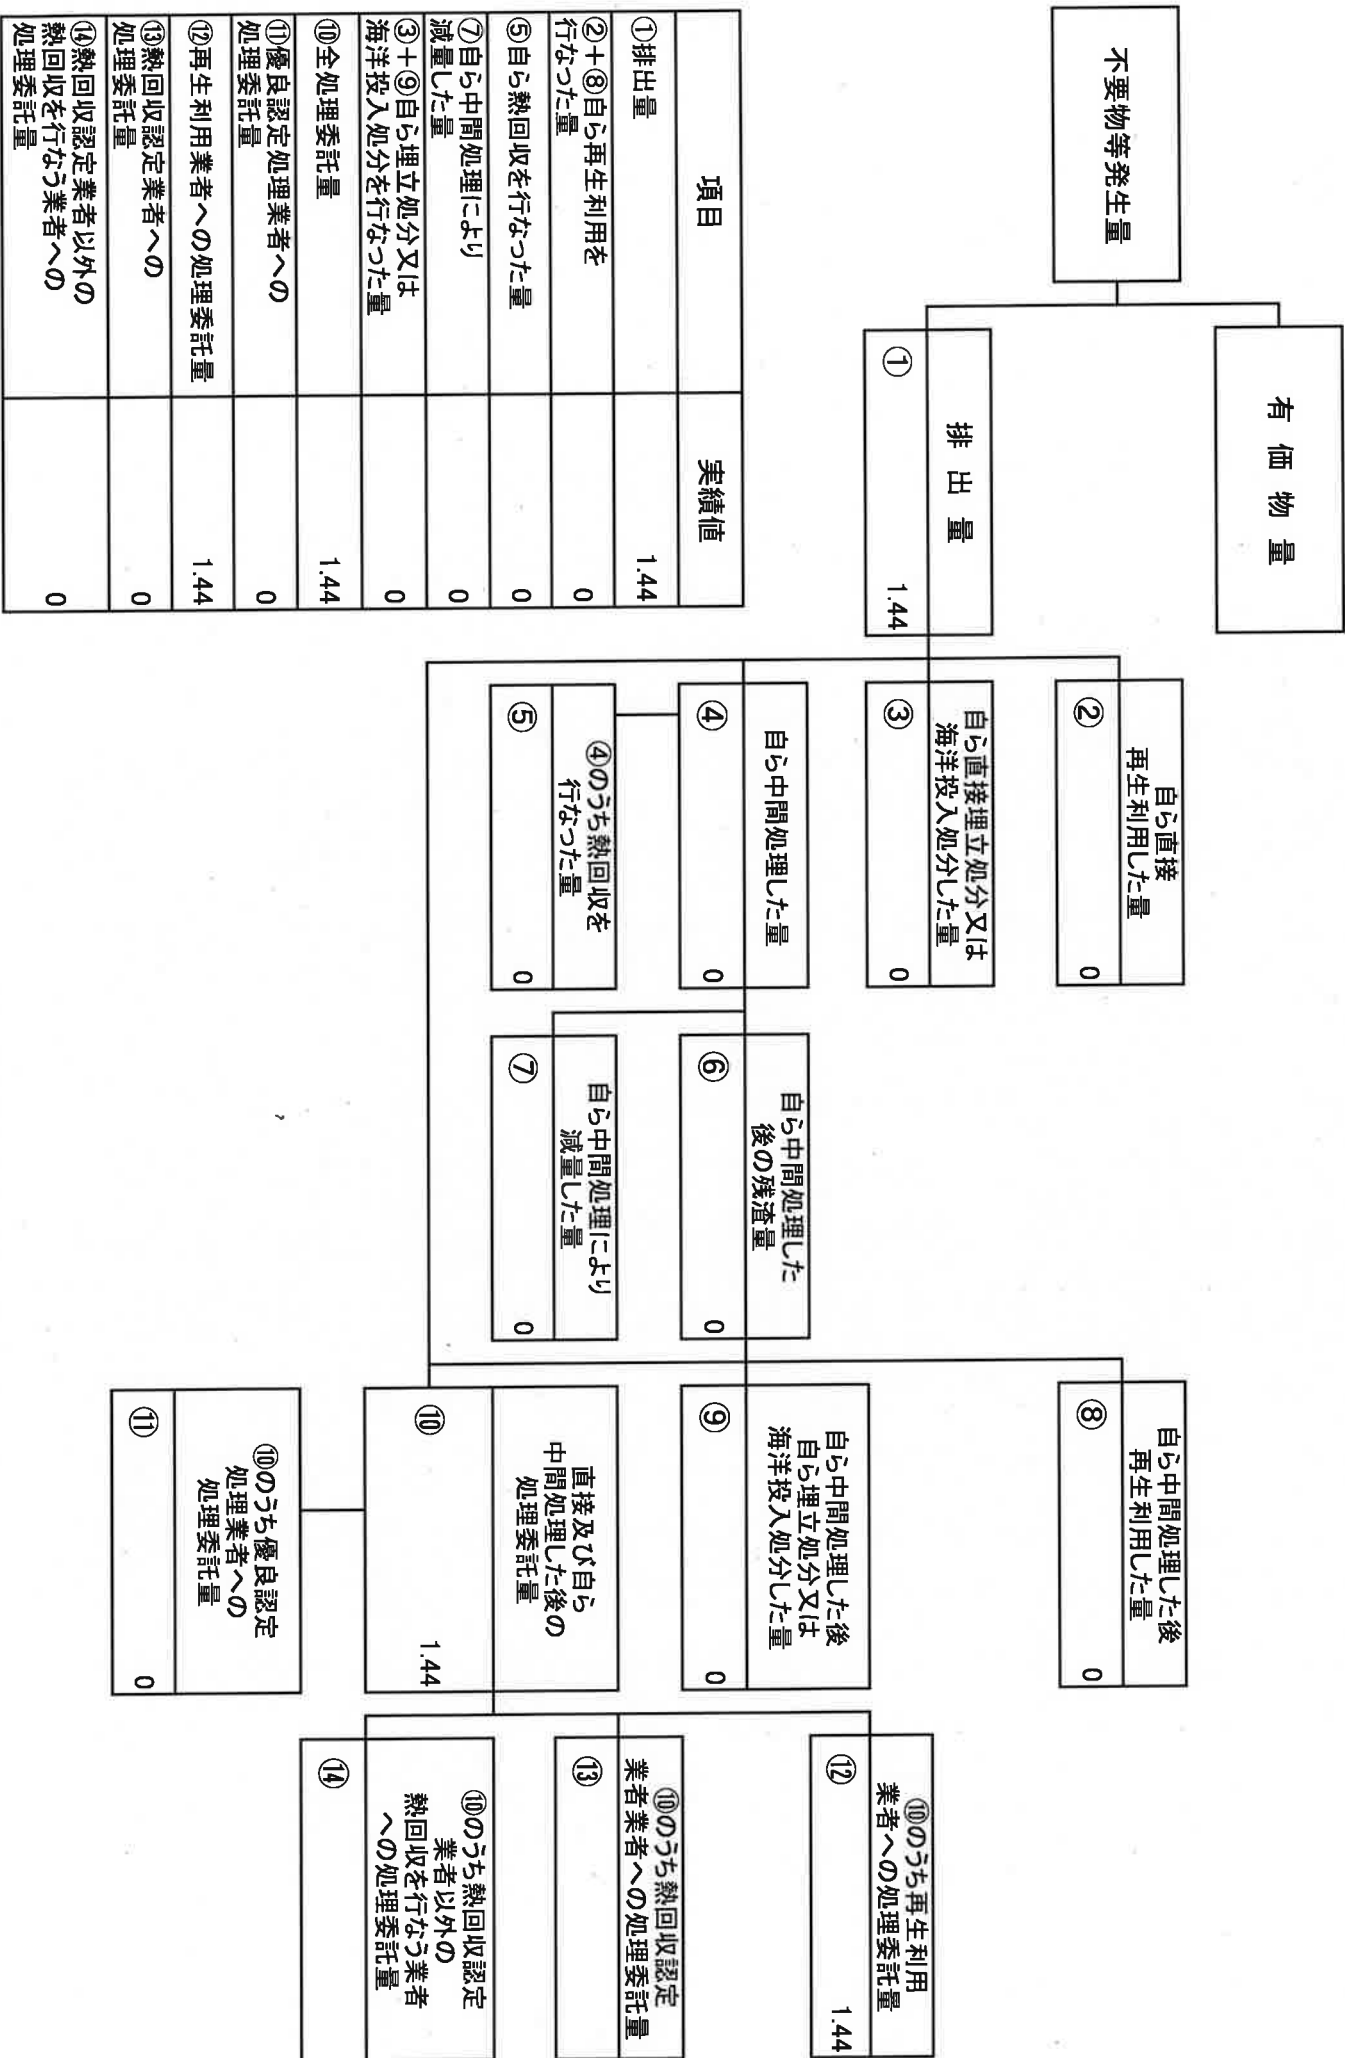 有価物量
不要物等発生量
排出量
①
1.44
自ら直接
再生利用した量
②
0
自ら直接埋立処分又は
海洋投入処分した量
③
0
自ら中間処理した量
④
0
④のうち熱回収を
行なった量
⑤
0
自ら中間処理した
後の残渣量
⑥
0
自ら中間処理により
減量した量
⑦
0
自ら中間処理した後
再生利用した量
⑧
0
自ら中間処理した後
自ら埋立処分又は
海洋投入処分した量
⑨
0
直接及び自ら
中間処理した後の
処理委託量
⑩
1.44
⑩のうち優良認定
処理業者への
処理委託量
⑪
0
⑩のうち再生利用
業者への処理委託量
⑫
1.44
⑩のうち熱回収認定
業者業者への処理委託量
⑬
⑩のうち熱回収認定
業者以外の
熱回収を行なう業者
への処理委託量
⑭
項目
実績値
①排出量
1.44
②+⑧自ら再生利用を
行なった量
0
⑤自ら熱回収を行なった量
0
⑦自ら中間処理により
減量した量
0
③+⑨自ら埋立処分又は
海洋投入処分を行なった量
0
⑩全処理委託量
1.44
⑪優良認定処理業者への
処理委託量
0
⑫再生利用業者への処理委託量
1.44
⑬熱回収認定業者への
処理委託量
0
⑭熱回収認定業者以外の
熱回収を行なう業者への
処理委託量
0